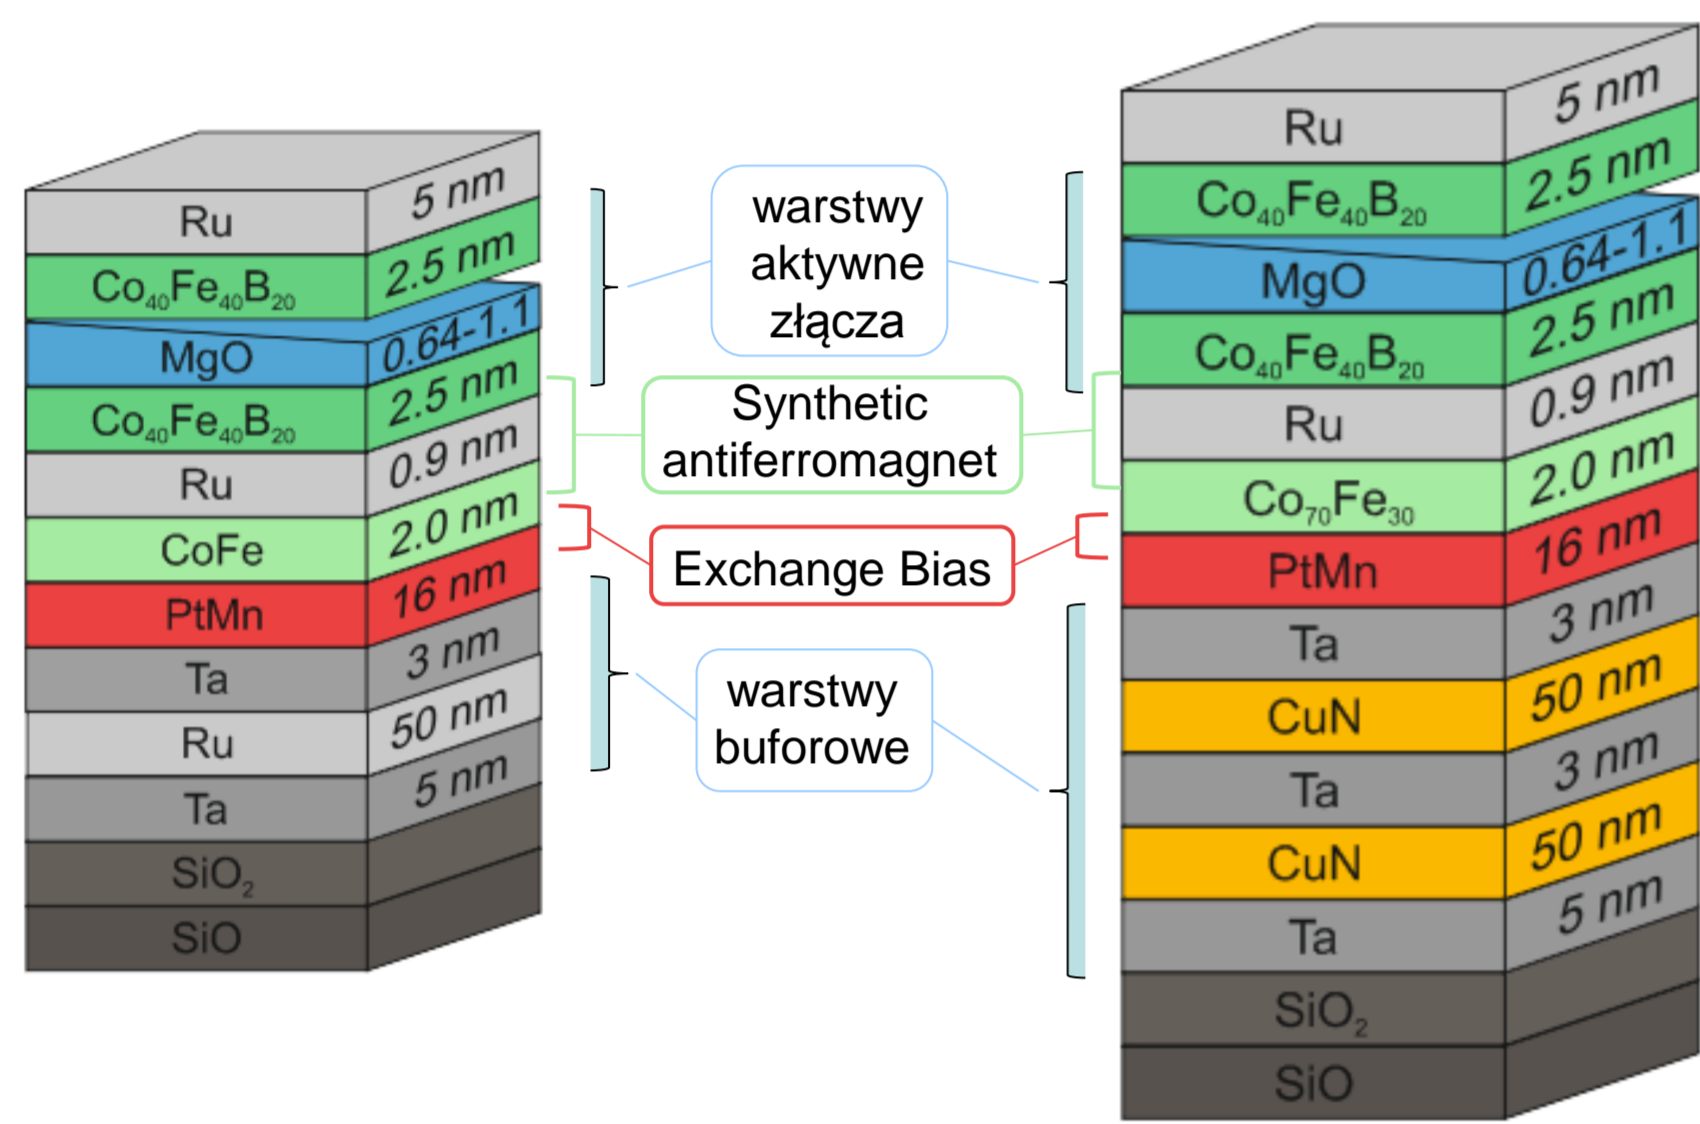 Ru 5 nm
Co₄₀Fe₄₀B₂₀ 2.5 nm
MgO 0.64-1.1
Co₄₀Fe₄₀B₂₀ 2.5 nm
Ru 0.9 nm
CoFe 2.0 nm
PtMn 16 nm
Ta 3 nm
Ru 50 nm
Ta 5 nm
SiO₂
SiO
warstwy
aktywne
złącza
Synthetic
antiferromagnet
Exchange Bias
warstwy
buforowe
Ru 5 nm
Co₄₀Fe₄₀B₂₀ 2.5 nm
MgO 0.64-1.1
Co₄₀Fe₄₀B₂₀ 2.5 nm
Ru 0.9 nm
Co₇₀Fe₃₀ 2.0 nm
PtMn 16 nm
Ta 3 nm
CuN 50 nm
Ta 3 nm
CuN 50 nm
Ta 5 nm
SiO₂
SiO